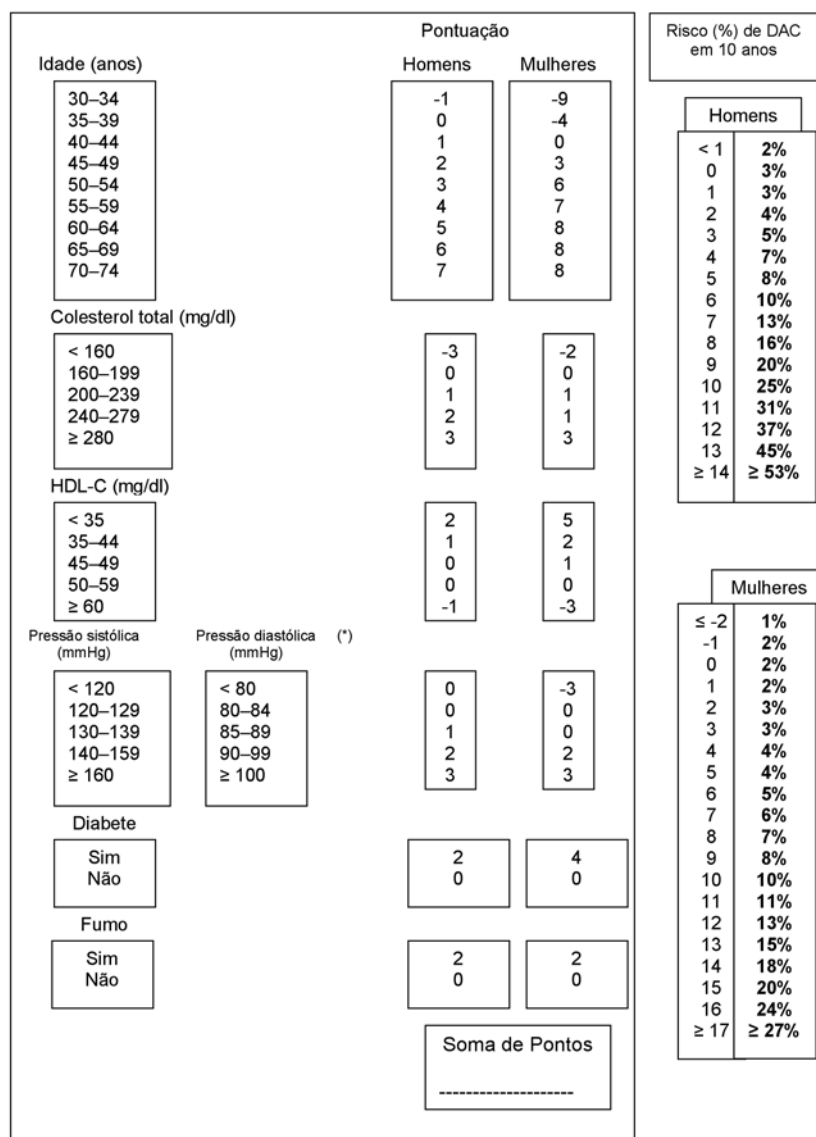 Pontuação
Idade (anos) Homens Mulheres
30–34 -1 -9
35–39 0 -4
40–44 1 0
45–49 2 3
50–54 3 6
55–59 4 7
60–64 5 8
65–69 6 8
70–74 7 8
Colesterol total (mg/dl)
< 160 -3 -2
160–199 0 0
200–239 1 1
240–279 2 1
≥ 280 3 3
HDL-C (mg/dl)
< 35 2 5
35–44 1 2
45–49 0 1
50–59 0 0
≥ 60 -1 -3
Pressão sistólica Pressão diastólica (*)
(mmHg) (mmHg)
< 120 < 80 0 -3
120–129 80–84 0 0
130–139 85–89 1 0
140–159 90–99 2 2
≥ 160 ≥ 100 3 3
Diabete
Sim 2 4
Não 0 0
Fumo
Sim 2 2
Não 0 0
Soma de Pontos
--------------------
Risco (%) de DAC
em 10 anos
Homens
< 1 2%
0 3%
1 3%
2 4%
3 5%
4 7%
5 8%
6 10%
7 13%
8 16%
9 20%
10 25%
11 31%
12 37%
13 45%
≥ 14 ≥ 53%
Mulheres
≤ -2 1%
-1 2%
0 2%
1 2%
2 3%
3 3%
4 4%
5 4%
6 5%
7 6%
8 7%
9 8%
10 10%
11 11%
12 13%
13 15%
14 18%
15 20%
16 24%
≥ 17 ≥ 27%